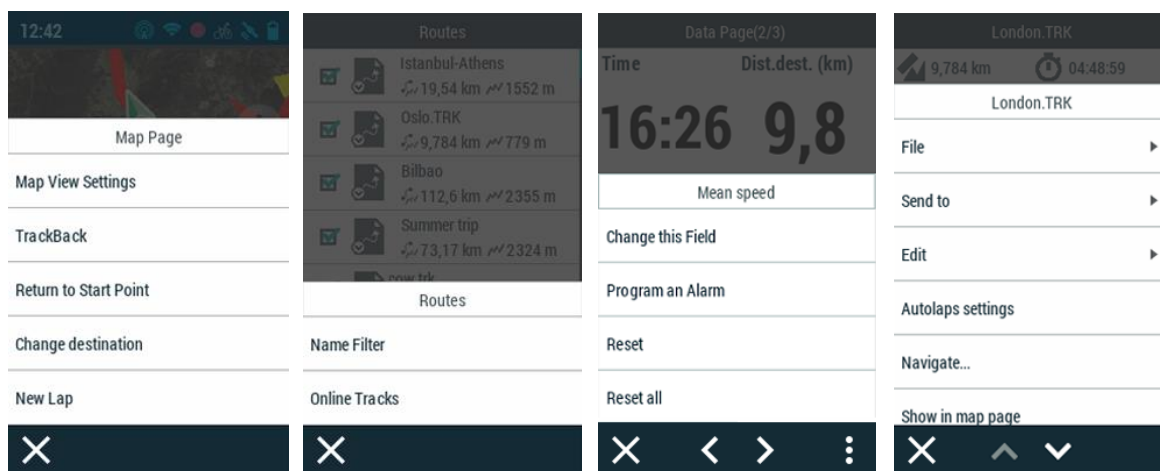 12:42
Map Page
Map View Settings
TrackBack
Return to Start Point
Change destination
New Lap
Routes
Istanbul-Athens
19,54 km 1552 m
Oslo.TRK
9,784 km 779 m
Bilbao
112,6 km 2355 m
Summer trip
73,17 km 2324 m
cow.trk
Routes
Name Filter
Online Tracks
Data Page(2/3)
Time Dist.dest. (km)
16:26 9,8
Mean speed
Change this Field
Program an Alarm
Reset
Reset all
London.TRK
9,784 km 04:48:59
London.TRK
File
Send to
Edit
Autolaps settings
Navigate...
Show in map page